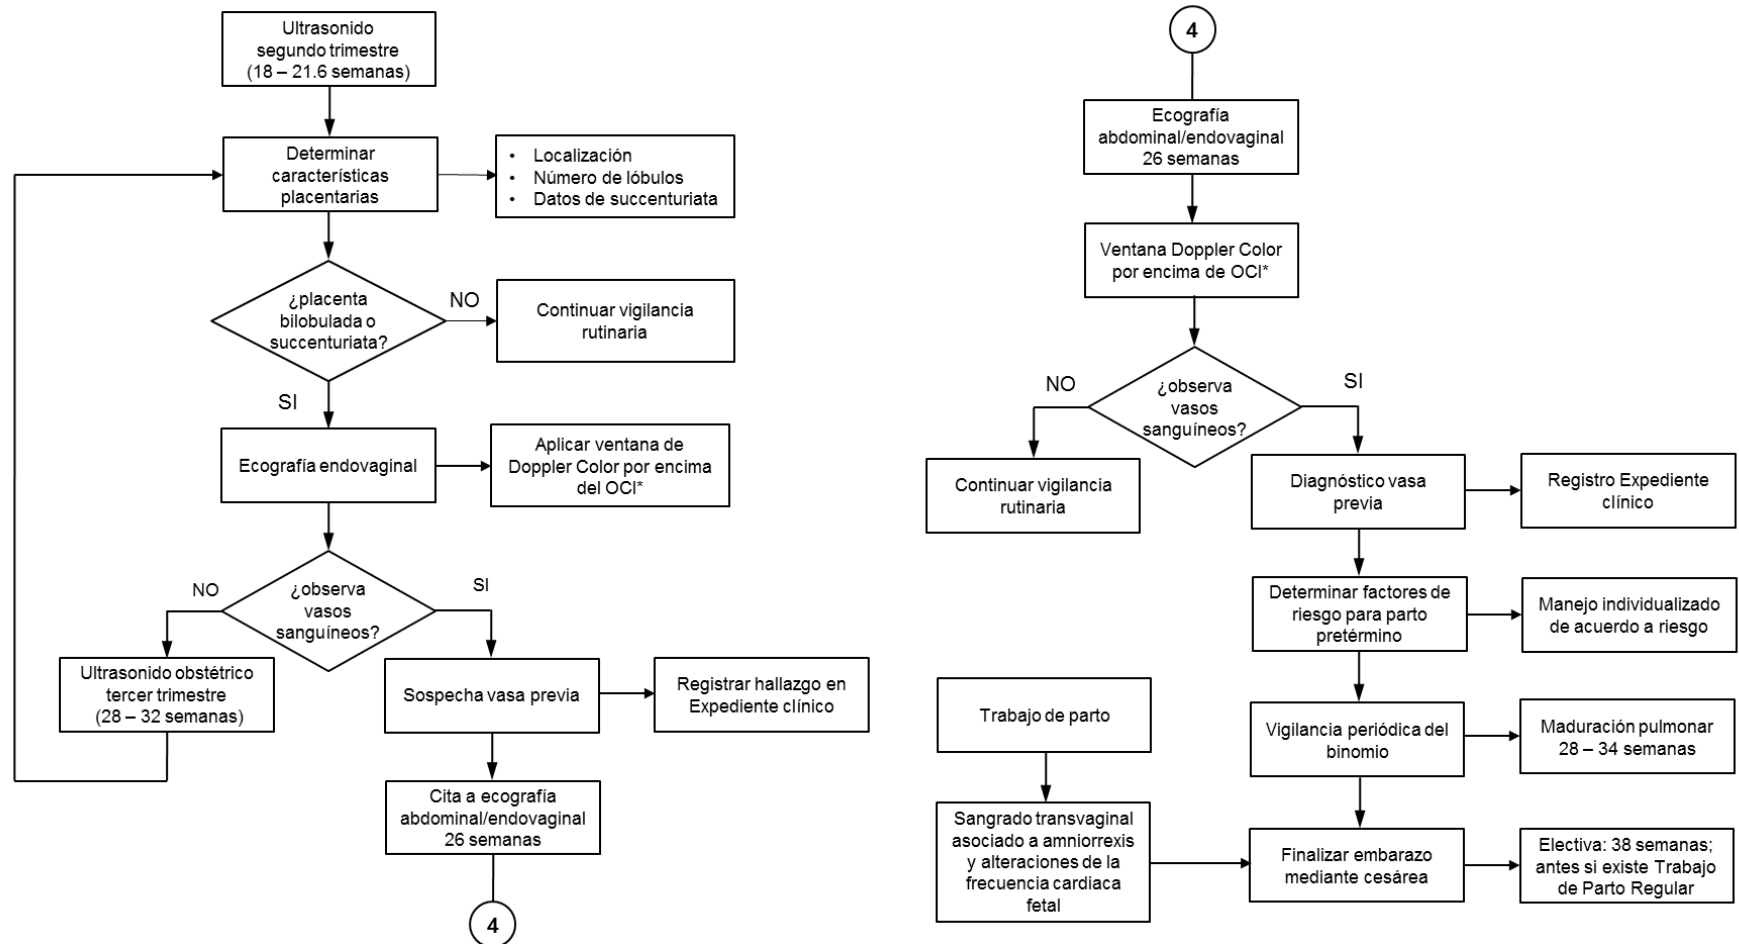 Ultrasonido
segundo trimestre
(18 – 21.6 semanas)
Determinar
características
placentarias
• Localización
• Número de lóbulos
• Datos de succenturiata
¿placenta
bilobulada o
succenturiata?
NO
Continuar vigilancia
rutinaria
SI
Ecografía endovaginal
Aplicar ventana de
Doppler Color por encima
del OCI*
¿observa
vasos
sanguíneos?
NO
SI
Ultrasonido obstétrico
tercer trimestre
(28 – 32 semanas)
Sospecha vasa previa
Registrar hallazgo en
Expediente clínico
Cita a ecografía
abdominal/endovaginal
26 semanas
4
4
Ecografía
abdominal/endovaginal
26 semanas
Ventana Doppler Color
por encima de OCI*
¿observa
vasos
sanguíneos?
NO
SI
Continuar vigilancia
rutinaria
Diagnóstico vasa
previa
Registro Expediente
clínico
Determinar factores de
riesgo para parto
pretérmino
Manejo individualizado
de acuerdo a riesgo
Trabajo de parto
Vigilancia periódica del
binomio
Maduración pulmonar
28 – 34 semanas
Sangrado transvaginal
asociado a amniorrexis
y alteraciones de la
frecuencia cardiaca
fetal
Finalizar embarazo
mediante cesárea
Electiva: 38 semanas;
antes si existe Trabajo
de Parto Regular